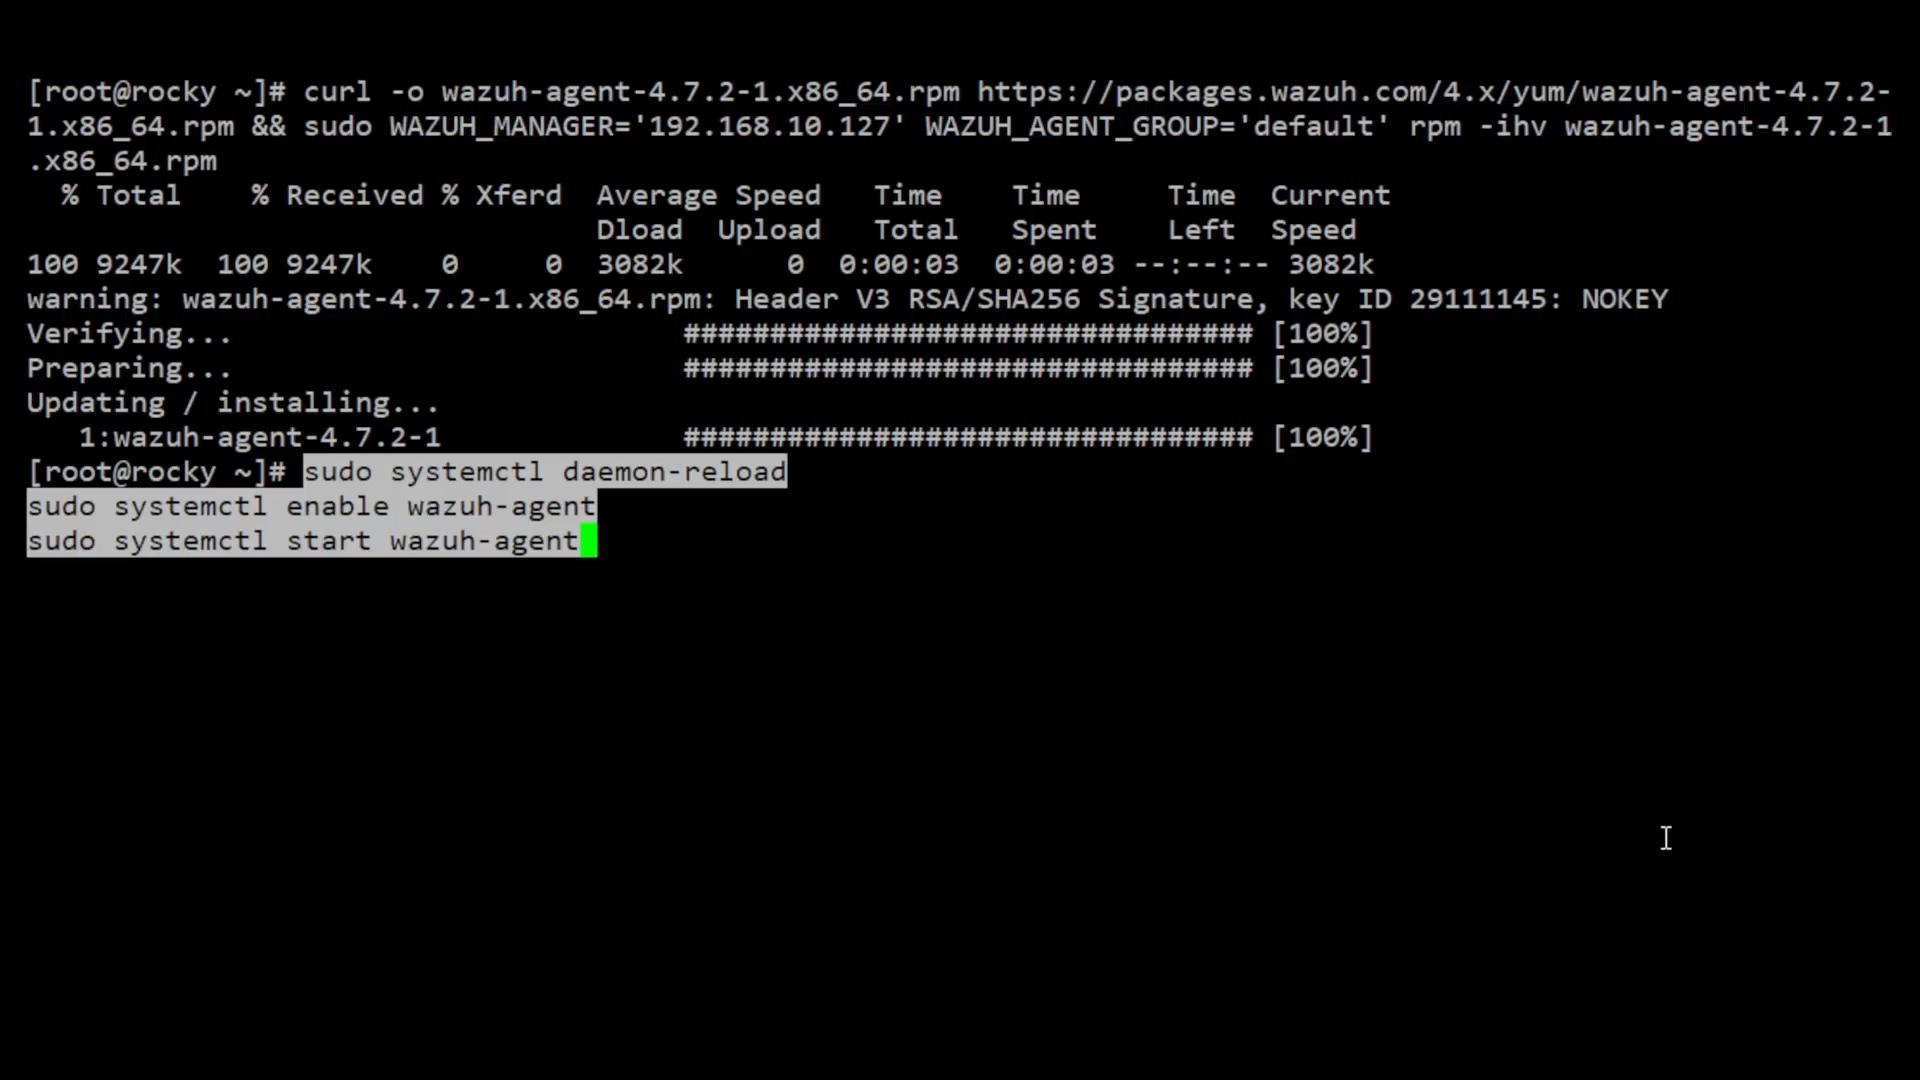 [root@rocky ~]# curl -o wazuh-agent-4.7.2-1.x86_64.rpm https://packages.wazuh.com/4.x/yum/wazuh-agent-4.7.2-
1.x86_64.rpm && sudo WAZUH_MANAGER='192.168.10.127' WAZUH_AGENT_GROUP='default' rpm -ihv wazuh-agent-4.7.2-1
.x86_64.rpm
  % Total    % Received % Xferd  Average Speed   Time    Time     Time  Current
                                 Dload  Upload   Total   Spent    Left  Speed
100 9247k  100 9247k    0     0  3082k      0  0:00:03  0:00:03 --:--:-- 3082k
warning: wazuh-agent-4.7.2-1.x86_64.rpm: Header V3 RSA/SHA256 Signature, key ID 29111145: NOKEY
Verifying...                          ################################# [100%]
Preparing...                          ################################# [100%]
Updating / installing...
   1:wazuh-agent-4.7.2-1              ################################# [100%]
[root@rocky ~]# sudo systemctl daemon-reload
sudo systemctl enable wazuh-agent
sudo systemctl start wazuh-agent